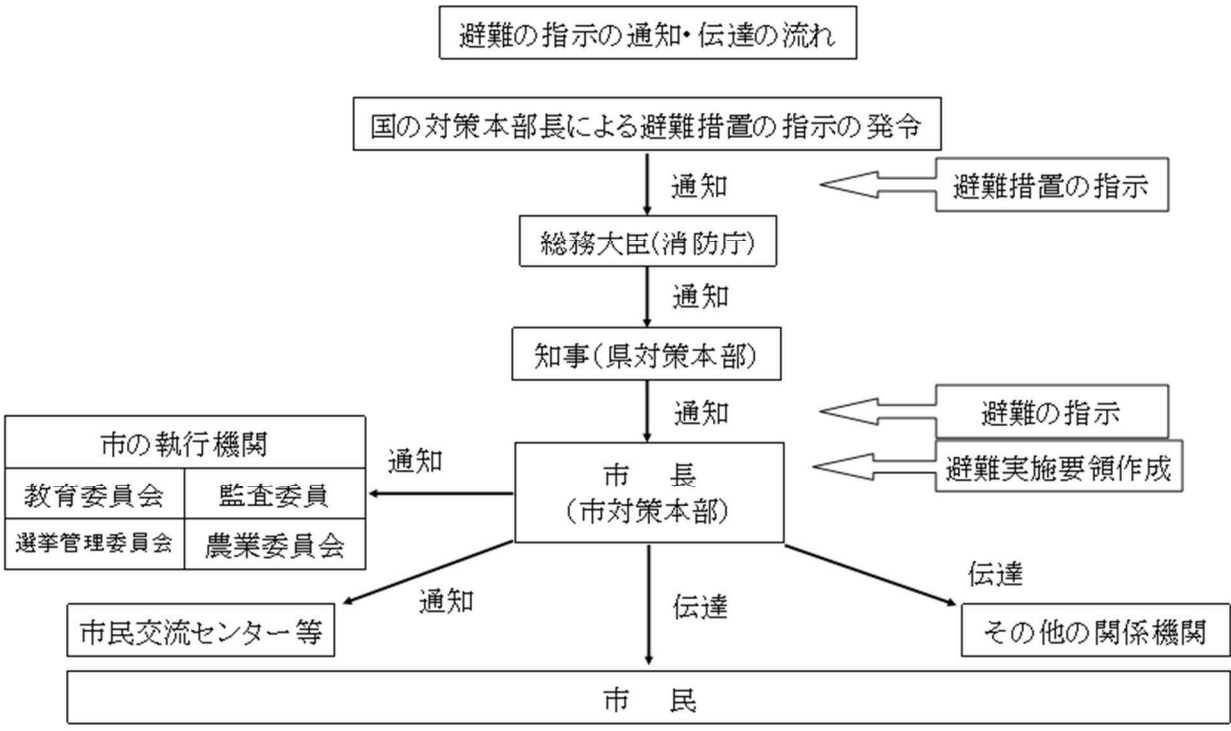 避難の指示の通知・伝達の流れ
国の対策本部長による避難措置の指示の発令
通知
避難措置の指示
総務大臣(消防庁)
通知
知事(県対策本部)
通知
避難の指示
市の執行機関
通知
市 長
(市対策本部)
避難実施要領作成
教育委員会
監査委員
選挙管理委員会
農業委員会
通知
伝達
伝達
市民交流センター等
その他の関係機関
市 民